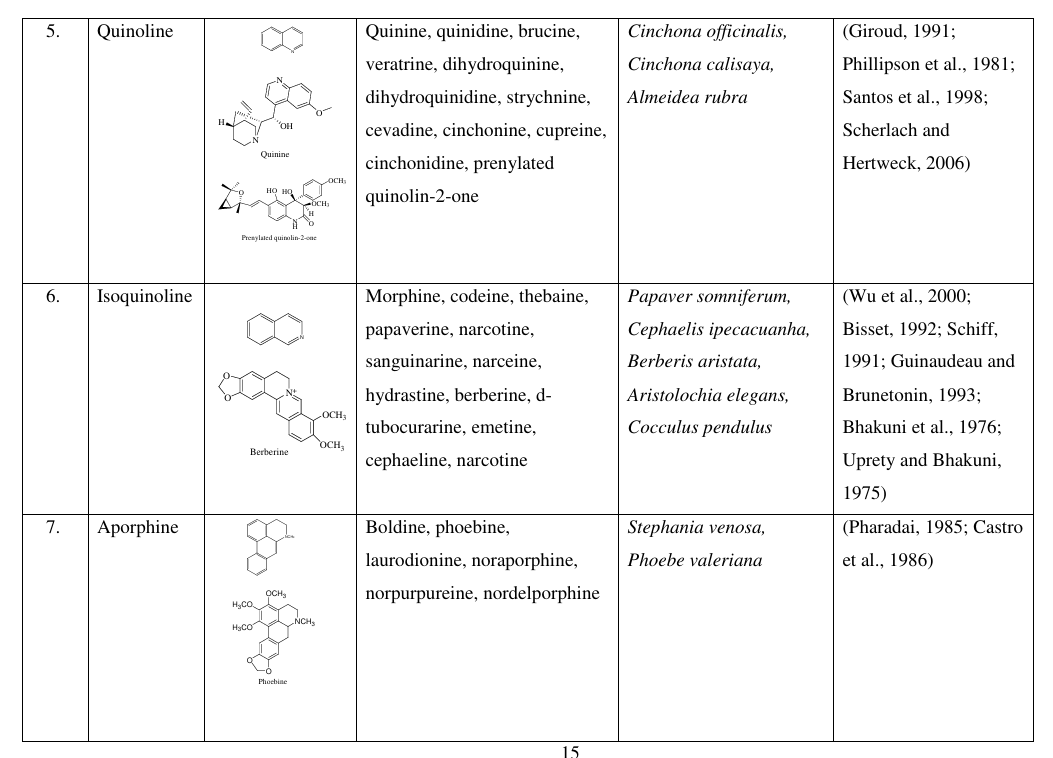 5.
Quinoline
N
N
O
H
OH
N
Quinine
OCH3
HO
HO
O
OCH3
H
N
H
O
Prenylated quinolin-2-one
Quinine, quinidine, brucine,
veratrine, dihydroquinine,
dihydroquinidine, strychnine,
cevadine, cinchonine, cupreine,
cinchonidine, prenylated
quinolin-2-one
Cinchona officinalis,
Cinchona calisaya,
Almeidea rubra
(Giroud, 1991;
Phillipson et al., 1981;
Santos et al., 1998;
Scherlach and
Hertweck, 2006)
6.
Isoquinoline
N
O
O
N+
OCH3
OCH3
Berberine
Morphine, codeine, thebaine,
papaverine, narcotine,
sanguinarine, narceine,
hydrastine, berberine, d-
tubocurarine, emetine,
cephaeline, narcotine
Papaver somniferum,
Cephaelis ipecacuanha,
Berberis aristata,
Aristolochia elegans,
Cocculus pendulus
(Wu et al., 2000;
Bisset, 1992; Schiff,
1991; Guinaudeau and
Brunetonin, 1993;
Bhakuni et al., 1976;
Uprety and Bhakuni,
1975)
7.
Aporphine
OCH3
H3CO
H3CO
NCH3
O
O
Phoebine
Boldine, phoebine,
laurodionine, noraporphine,
norpurpureine, nordelporphine
Stephania venosa,
Phoebe valeriana
(Pharadai, 1985; Castro
et al., 1986)
15